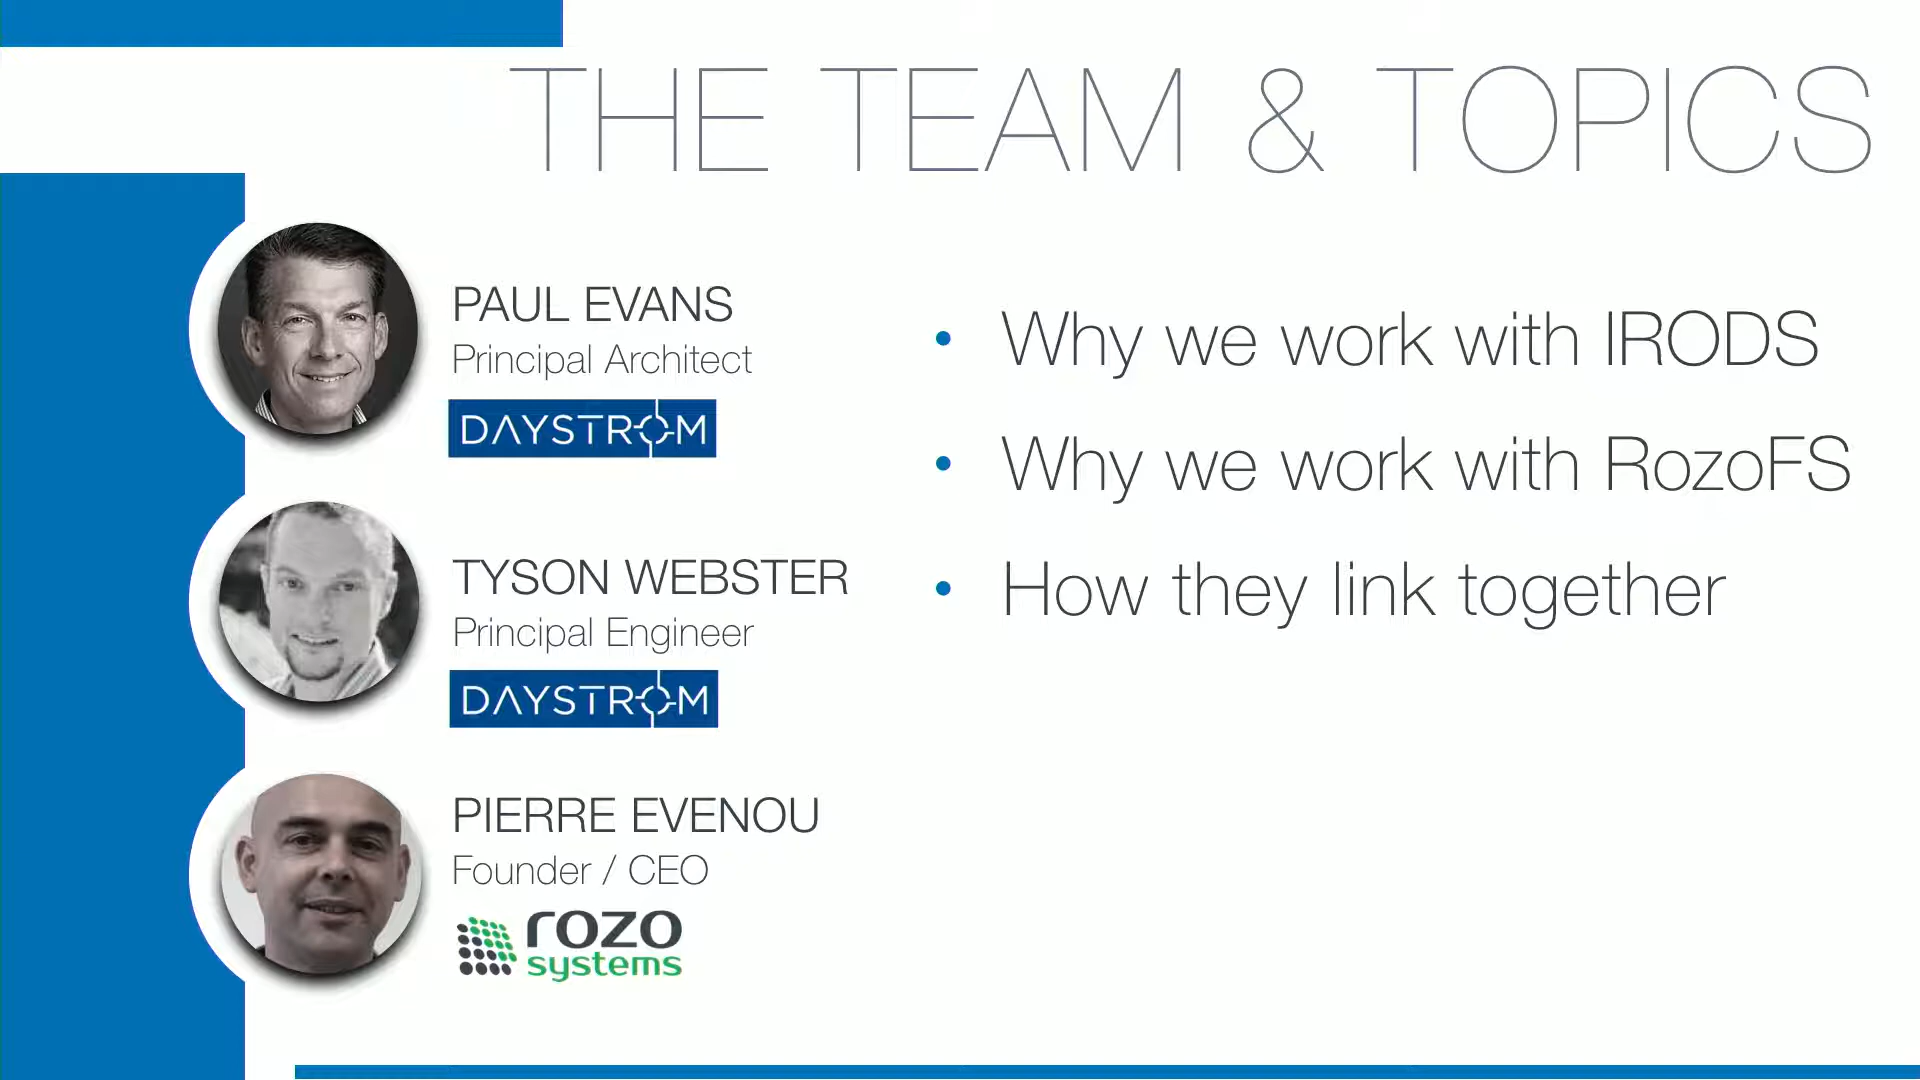 THE TEAM & TOPICS
PAUL EVANS
Principal Architect
DAYSTROM
TYSON WEBSTER
Principal Engineer
DAYSTROM
PIERRE EVENOU
Founder / CEO
rozo
systems
• Why we work with IRODS
• Why we work with RozoFS
• How they link together